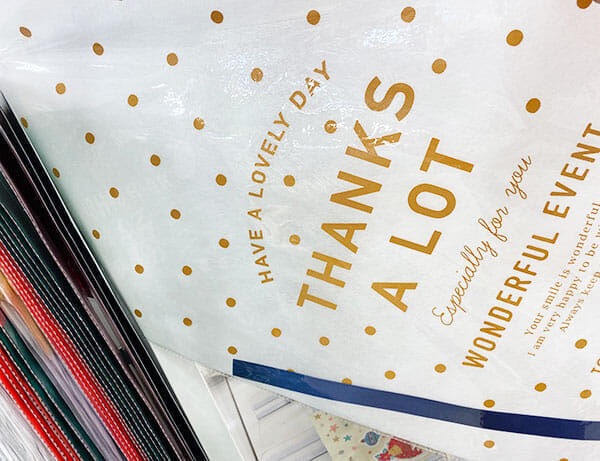 HAVE A LOVELY DAY
THANKS
A LOT
Especially for you
WONDERFUL EVENT
Your smile is wonderful
I am very happy to be
Always keep